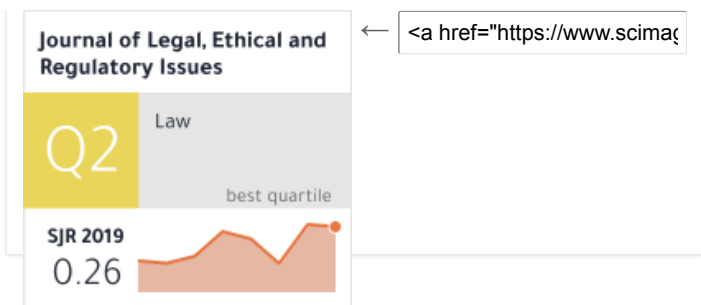 Journal of Legal, Ethical and
Regulatory Issues
← <a href="https://www.scimag
Q2
Law
best quartile
SJR 2019
0.26